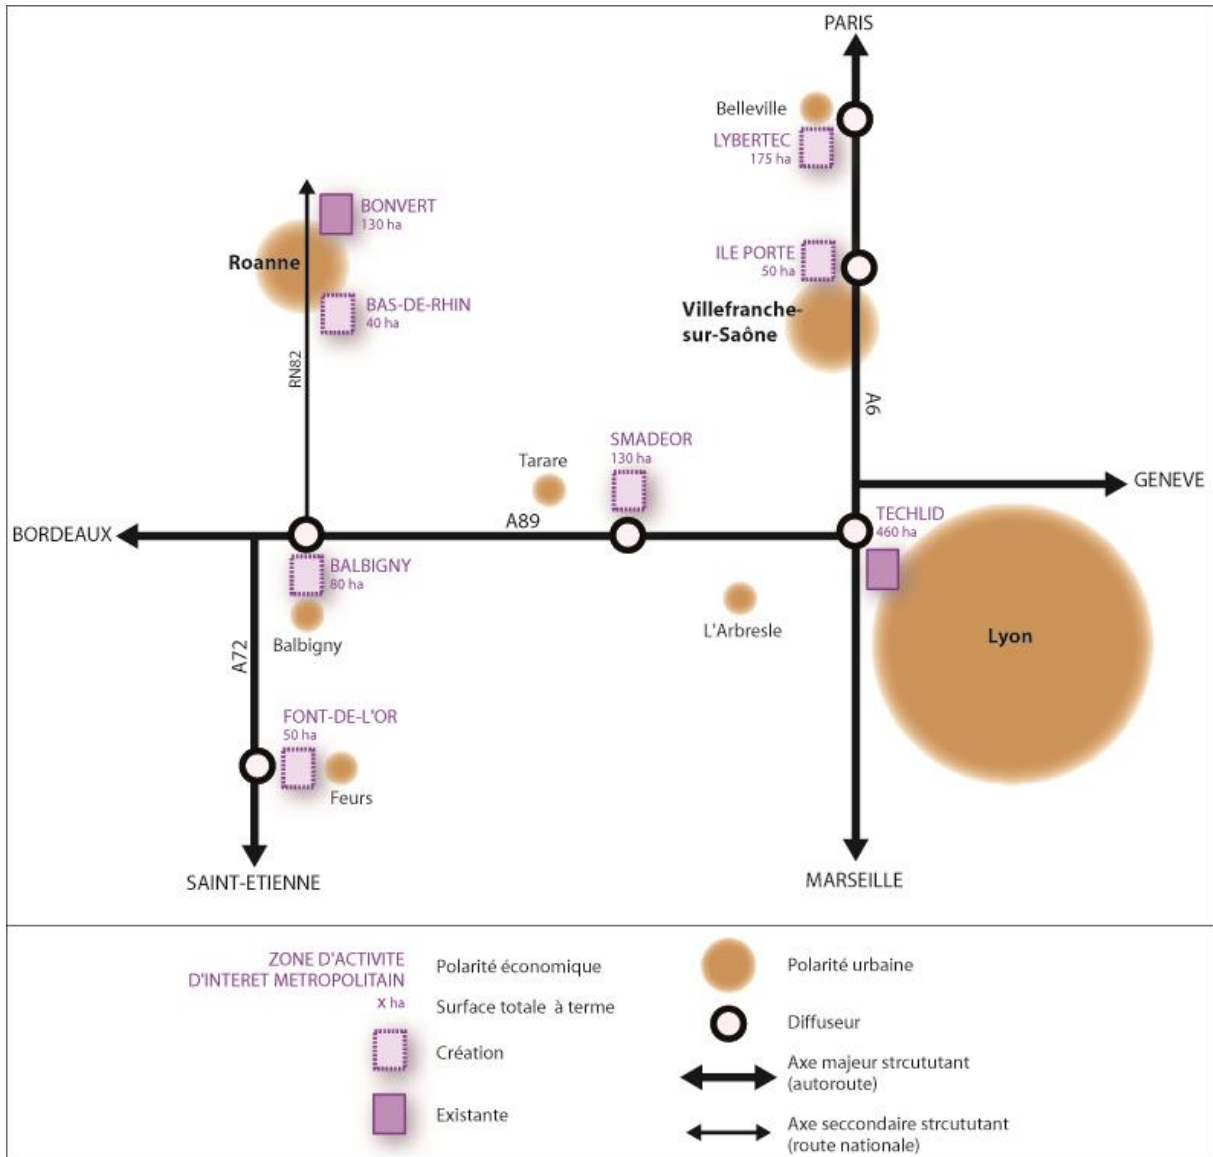 PARIS
Belleville
LYBERTEC
175 ha
BONVERT
130 ha
Roanne
ILE PORTE
50 ha
BAS-DE-RHIN
40 ha
Villefranche-
sur-Saône
RN82
A6
SMADEOR
130 ha
Tarare
GENEVE
TECHLID
460 ha
A89
BORDEAUX
BALBIGNY
80 ha
L'Arbresle
Balbigny
Lyon
A72
FONT-DE-L'OR
50 ha
Feurs
SAINT-ETIENNE
MARSEILLE
ZONE D'ACTIVITE
D'INTERET METROPOLITAIN
x ha
Polarité économique
Surface totale à terme
Création
Existante
Polarité urbaine
Diffuseur
Axe majeur strcututant
(autoroute)
Axe seccondaire strcututant
(route nationale)